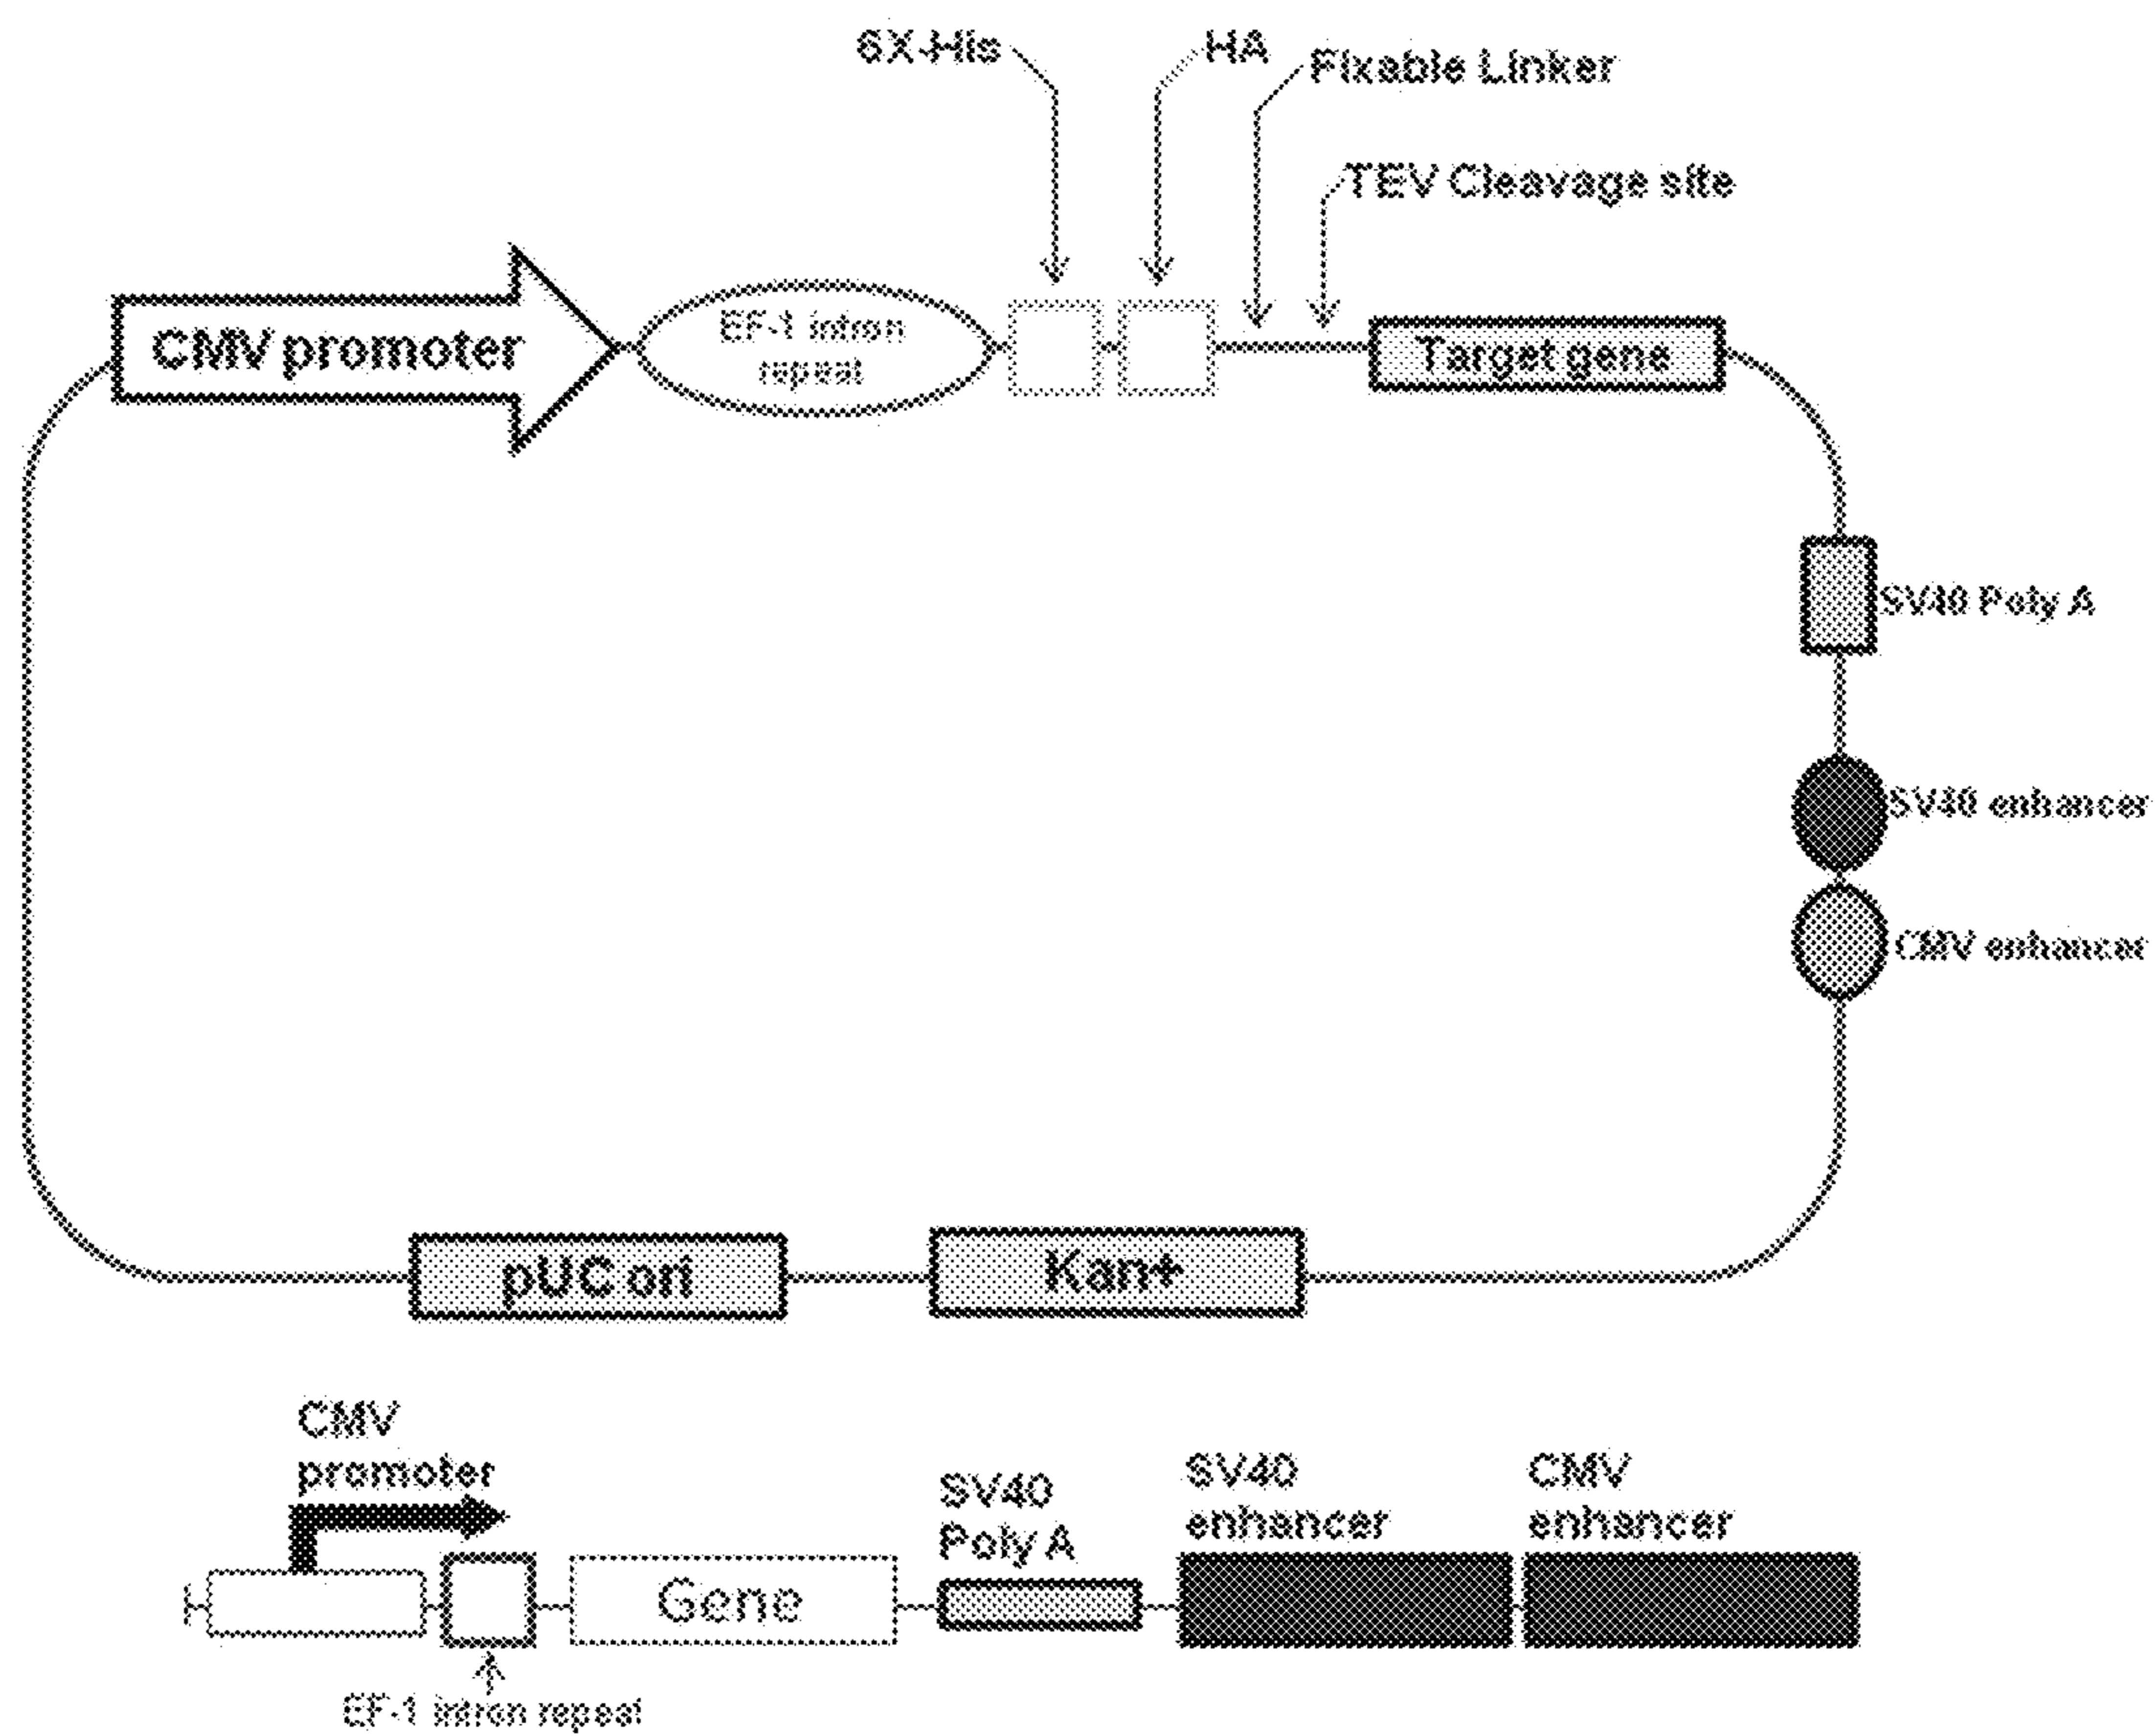 6X-His
HA
Fixable Linker
TEV Cleavage site
CMV promoter
EF-1 intron
repeat
Target gene
SV40 Poly A
SV40 enhancer
CMV enhancer
pUC ori
Kan+
CMV
promoter
SV40
Poly A
SV40
enhancer
CMV
enhancer
Gene
EF-1 intron repeat